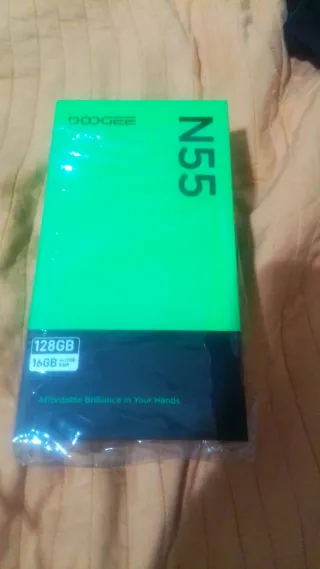 DOOGEE
N55
128GB
16GB
Affordable Brilliance in Your Hands